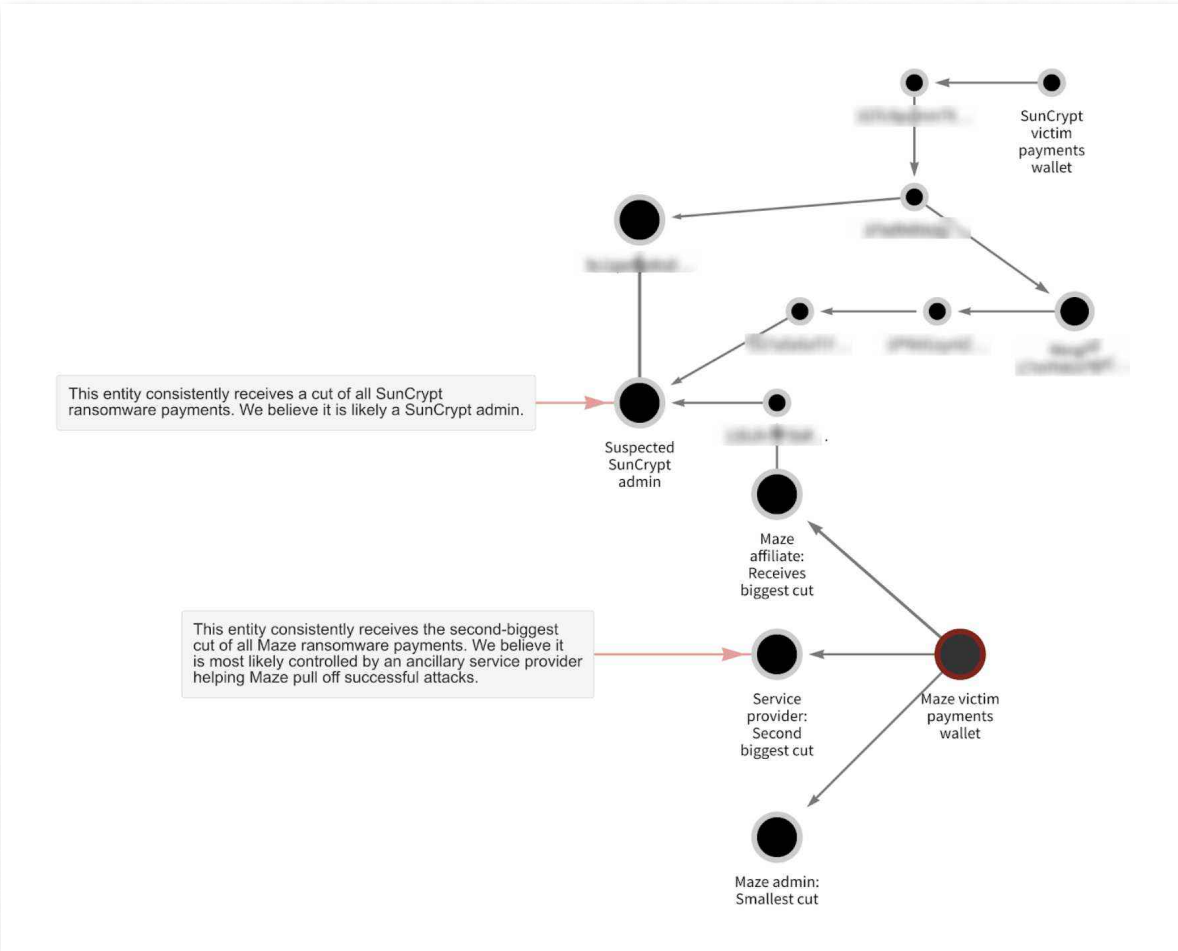 SunCrypt
victim
payments
wallet
This entity consistently receives a cut of all SunCrypt
ransomware payments. We believe it is likely a SunCrypt admin.
Suspected
SunCrypt
admin
Maze
affiliate:
Receives
biggest cut
This entity consistently receives the second-biggest
cut of all Maze ransomware payments. We believe it
is most likely controlled by an ancillary service provider
helping Maze pull off successful attacks.
Service
provider:
Second
biggest cut
Maze victim
payments
wallet
Maze admin:
Smallest cut